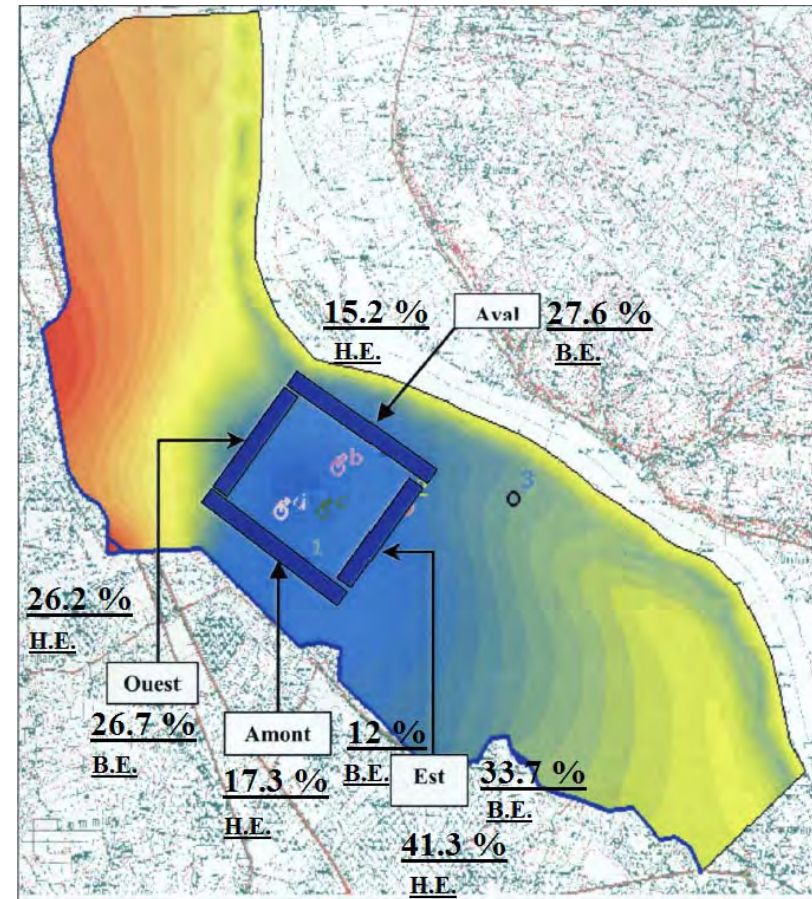 15.2 %
H.E.
Aval
27.6 %
B.E.
b
3
c
1
26.2 %
H.E.
Ouest
26.7 %
B.E.
Amont
17.3 %
H.E.
12 %
B.E.
Est
33.7 %
B.E.
41.3 %
H.E.